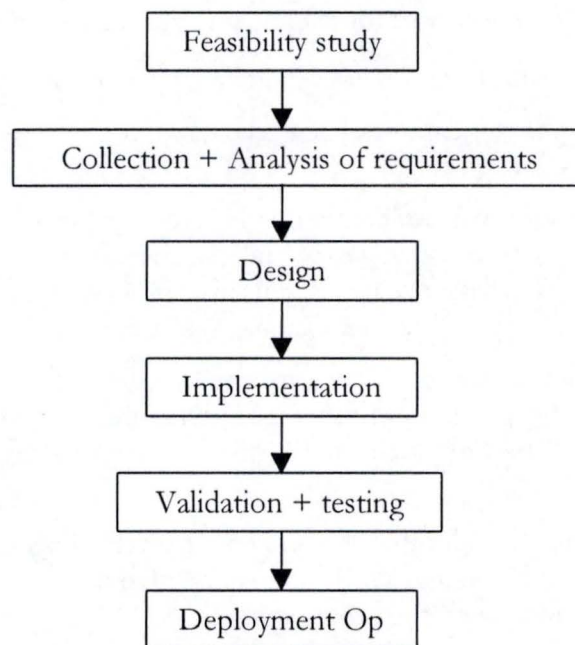 Feasibility study
Collection + Analysis of requirements
Design
Implementation
Validation + testing
Deployment Op